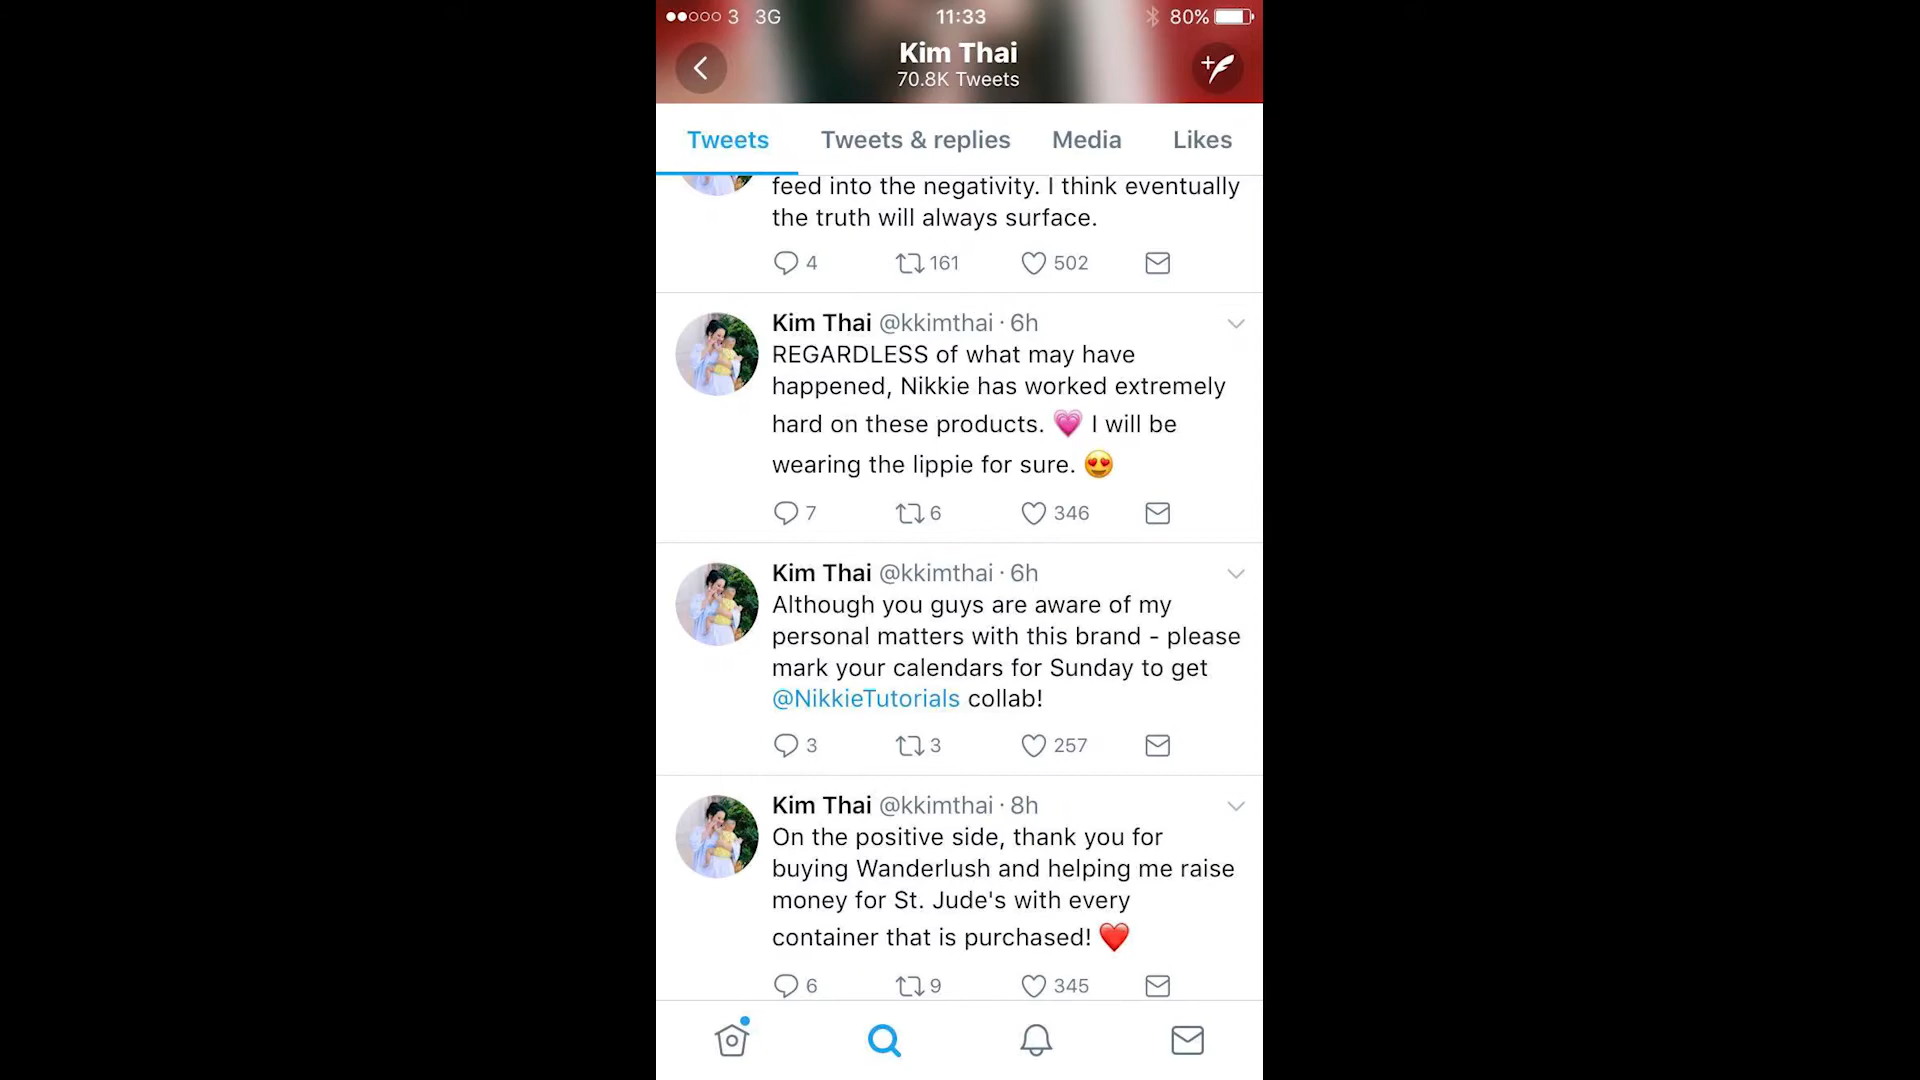 3 3G 11:33 80%
Kim Thai
70.8K Tweets
Tweets Tweets & replies Media Likes
feed into the negativity. I think eventually
the truth will always surface.
4 161 502
Kim Thai @kkimthai · 6h
REGARDLESS of what may have
happened, Nikkie has worked extremely
hard on these products. 💗 I will be
wearing the lippie for sure. 😍
7 6 346
Kim Thai @kkimthai · 6h
Although you guys are aware of my
personal matters with this brand - please
mark your calendars for Sunday to get
@NikkieTutorials collab!
3 3 257
Kim Thai @kkimthai · 8h
On the positive side, thank you for
buying Wanderlush and helping me raise
money for St. Jude's with every
container that is purchased! ❤️
6 9 345